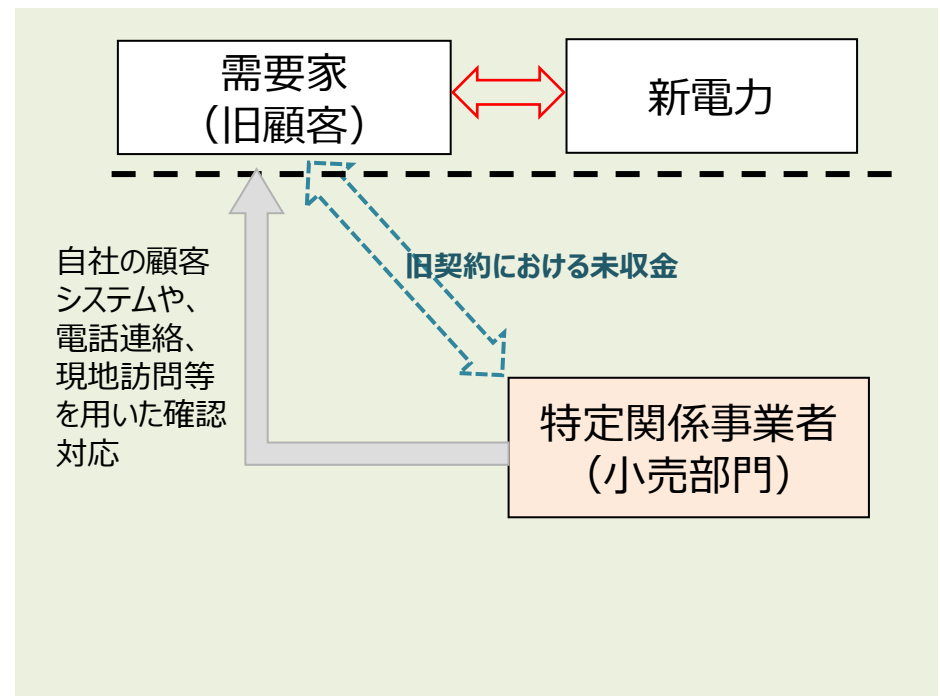 需要家
（旧顧客）
新電力
旧契約における未収金
自社の顧客
システムや、
電話連絡、
現地訪問等
を用いた確認
対応
特定関係事業者
（小売部門）